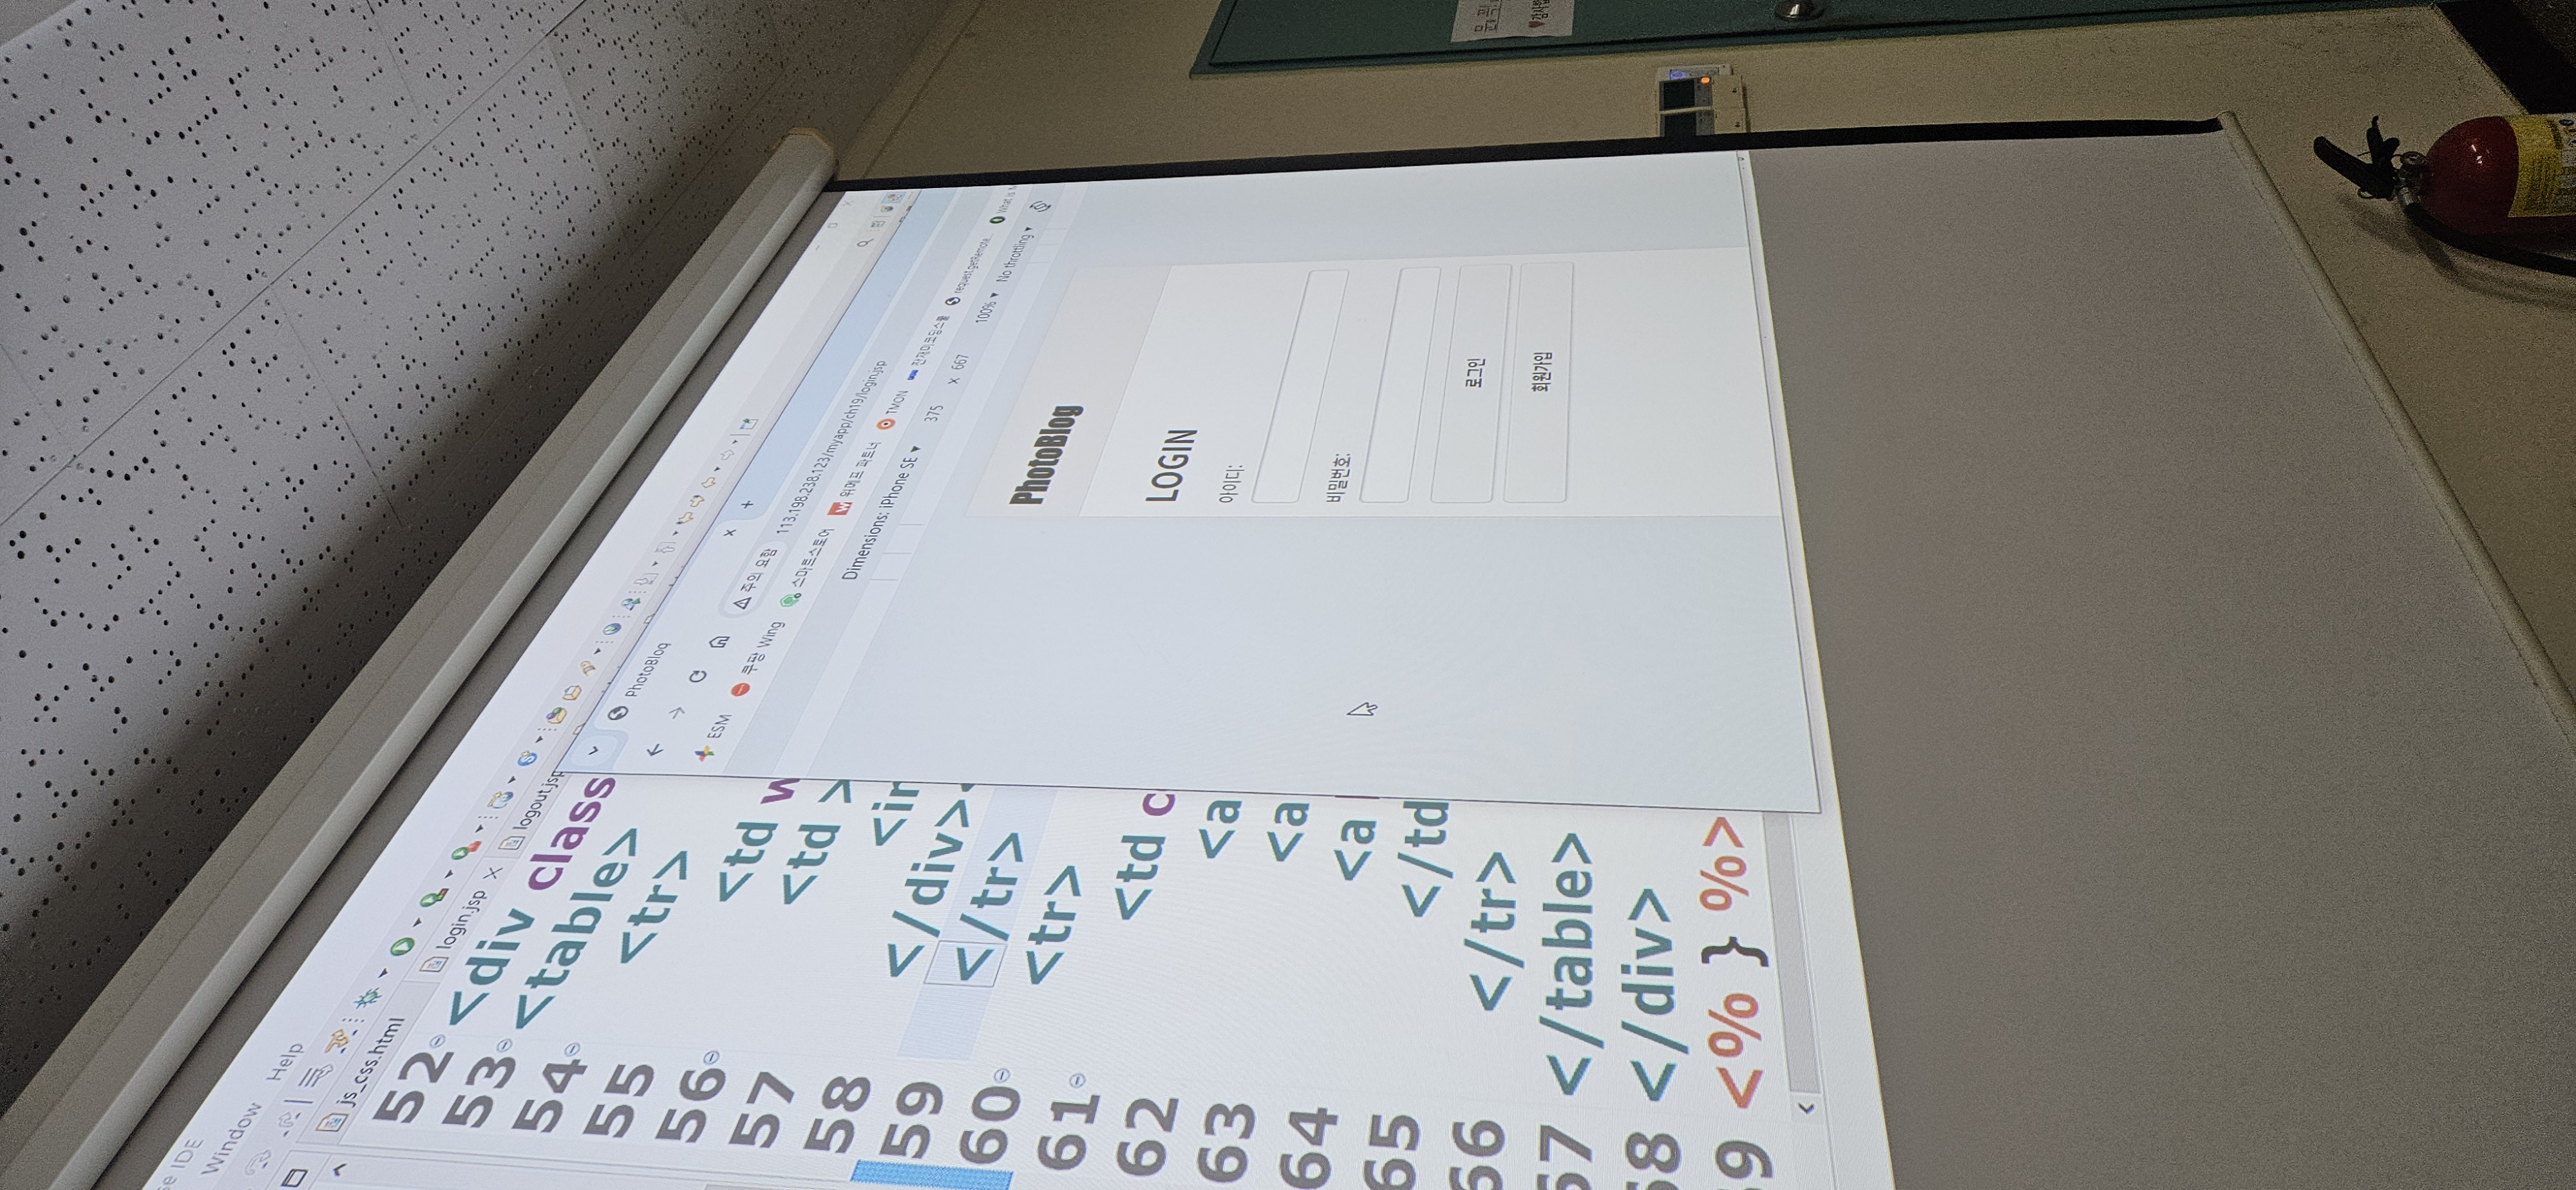 IDE
Window Help
js_css.html
login.jsp
logout.jsp
52 <div class
53 <table>
54 <tr>
55 <td w
56 <td >
57 <in
58 </div><
59 </tr>
60 <tr>
61 <td c
62 <a
63 <a
64 <a
65 </td
66 </tr>
67 </table>
68 </div>
69 <% } %>
PhotoBlog
주의 요함 113.198.238.123/myapp/ch19/login.jsp
ESM 쿠팡 Wing 스마트스토어 위메프 파트너 TMON 잔재미코딩스쿨 request.getRemote... What is
Dimensions: iPhone SE 375 x 667 100% No throttling
PhotoBlog
LOGIN
아이디:
비밀번호:
로그인
회원가입